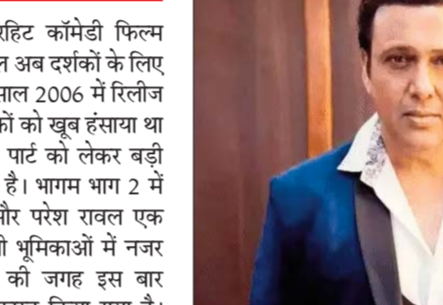 रहिट कॉमेडी फिल्म
अब दर्शकों के लिए
साल 2006 में रिलीज
को खूब हंसाया था
पार्ट को लेकर बड़ी
है। भागम भाग 2 में
और परेश रावल एक
भूमिकाओं में नजर
की जगह इस बार